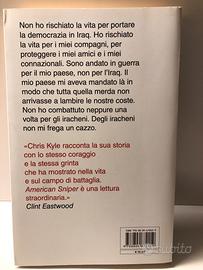 Non ho rischiato la vita per portare
la democrazia in Iraq. Ho rischiato
la vita per i miei compagni, per
proteggere i miei amici e i miei
connazionali. Sono andato in guerra
per il mio paese, non per l'Iraq. Il
mio paese mi aveva mandato là in
modo che tutta quella merda non
arrivasse a lambire le nostre coste.
Non ho combattuto neppure una
volta per gli iracheni. Degli iracheni
non mi frega un cazzo.
«Chris Kyle racconta la sua storia
con lo stesso coraggio
e la stessa grinta
che ha mostrato nella vita
e sul campo di battaglia.
American Sniper è una lettura
straordinaria.»
Clint Eastwood
subito